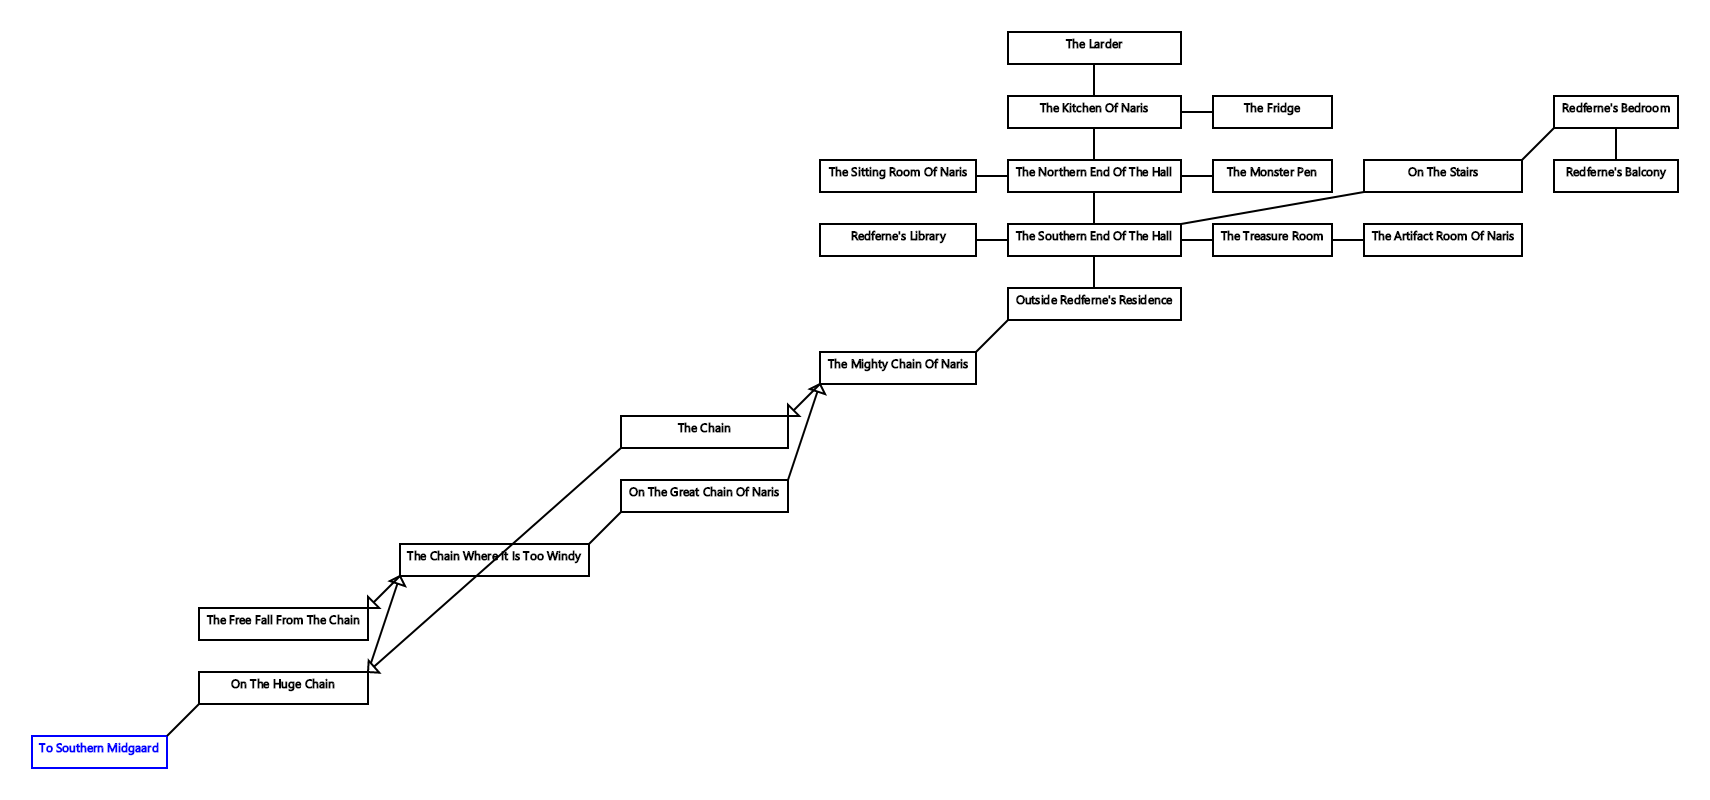 The Larder
The Kitchen Of Naris
The Fridge
Redferne's Bedroom
The Sitting Room Of Naris
The Northern End Of The Hall
The Monster Pen
On The Stairs
Redferne's Balcony
Redferne's Library
The Southern End Of The Hall
The Treasure Room
The Artifact Room Of Naris
Outside Redferne's Residence
The Mighty Chain Of Naris
The Chain
On The Great Chain Of Naris
The Chain Where It Is Too Windy
The Free Fall From The Chain
On The Huge Chain
To Southern Midgaard